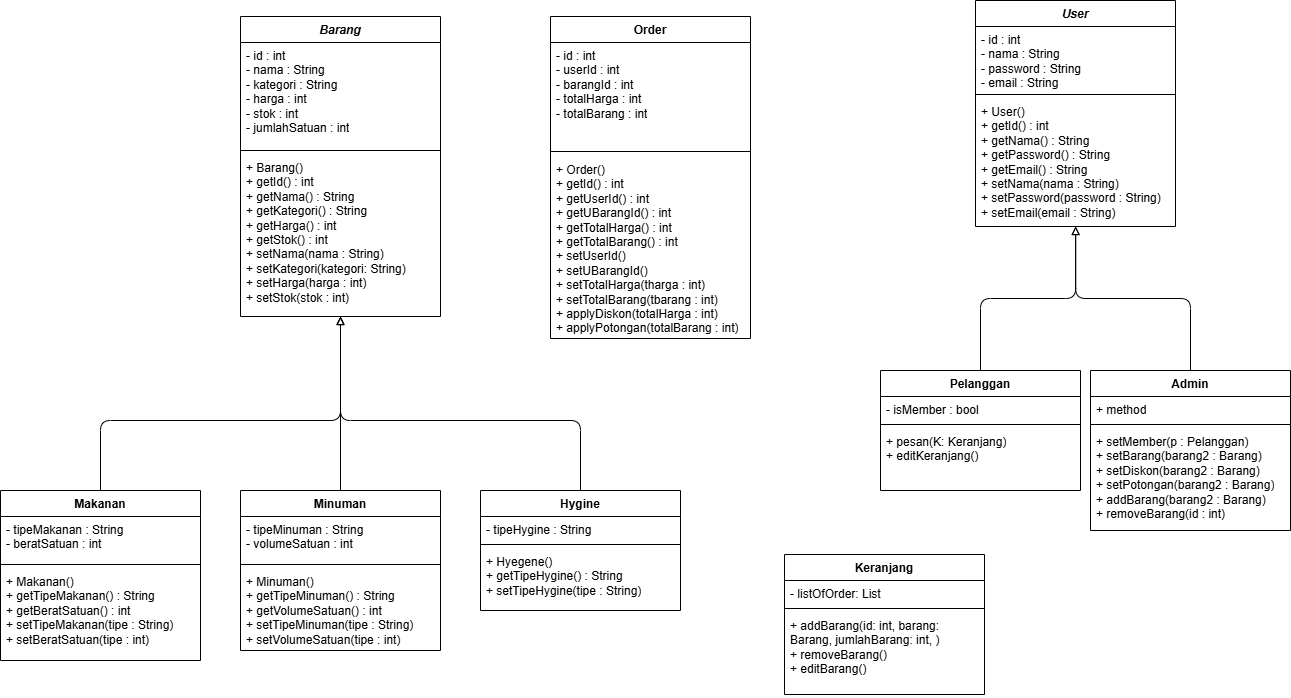 Barang
- id : int
- nama : String
- kategori : String
- harga : int
- stok : int
- jumlahSatuan : int
+ Barang()
+ getId() : int
+ getNama() : String
+ getKategori() : String
+ getHarga() : int
+ getStok() : int
+ setNama(nama : String)
+ setKategori(kategori: String)
+ setHarga(harga : int)
+ setStok(stok : int)
Order
- id : int
- userId : int
- barangId : int
- totalHarga : int
- totalBarang : int
+ Order()
+ getId() : int
+ getUserId() : int
+ getUBarangId() : int
+ getTotalHarga() : int
+ getTotalBarang() : int
+ setUserId()
+ setUBarangId()
+ setTotalHarga(tharga : int)
+ setTotalBarang(tbarang : int)
+ applyDiskon(totalHarga : int)
+ applyPotongan(totalBarang : int)
User
- id : int
- nama : String
- password : String
- email : String
+ User()
+ getId() : int
+ getNama() : String
+ getPassword() : String
+ getEmail() : String
+ setNama(nama : String)
+ setPassword(password : String)
+ setEmail(email : String)
Pelanggan
- isMember : bool
+ pesan(K: Keranjang)
+ editKeranjang()
Admin
+ method
+ setMember(p : Pelanggan)
+ setBarang(barang2 : Barang)
+ setDiskon(barang2 : Barang)
+ setPotongan(barang2 : Barang)
+ addBarang(barang2 : Barang)
+ removeBarang(id : int)
Makanan
- tipeMakanan : String
- beratSatuan : int
+ Makanan()
+ getTipeMakanan() : String
+ getBeratSatuan() : int
+ setTipeMakanan(tipe : String)
+ setBeratSatuan(tipe : int)
Minuman
- tipeMinuman : String
- volumeSatuan : int
+ Minuman()
+ getTipeMinuman() : String
+ getVolumeSatuan() : int
+ setTipeMinuman(tipe : String)
+ setVolumeSatuan(tipe : int)
Hygine
- tipeHygine : String
+ Hyegene()
+ getTipeHygine() : String
+ setTipeHygine(tipe : String)
Keranjang
- listOfOrder: List
+ addBarang(id: int, barang:
Barang, jumlahBarang: int, )
+ removeBarang()
+ editBarang()